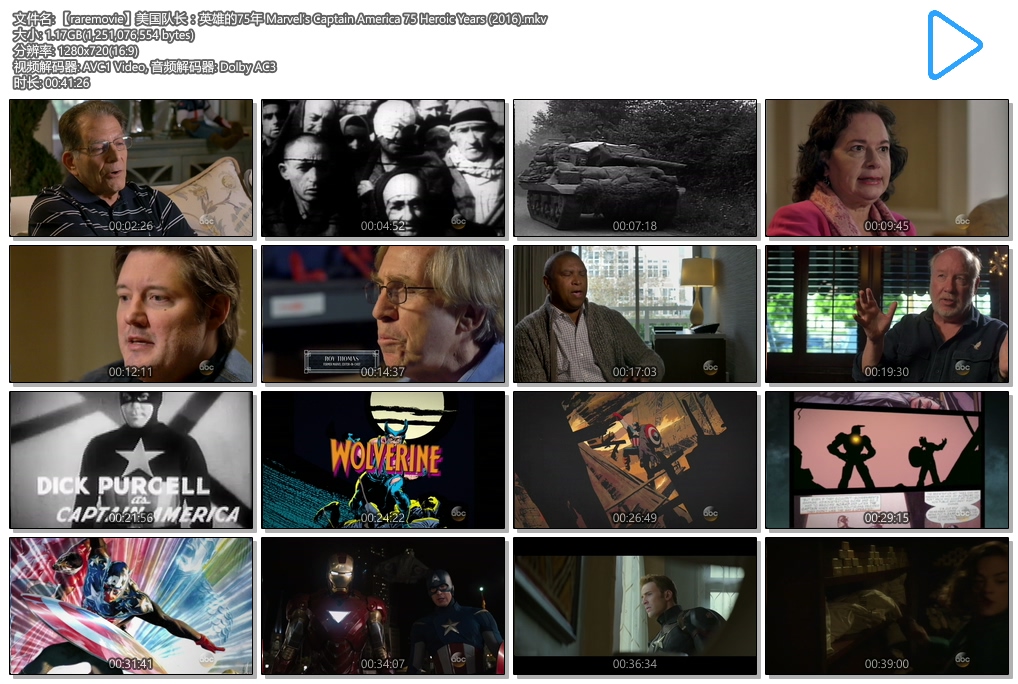 文件名: 【raremovie】美国队长：英雄的75年 Marvel's Captain America 75 Heroic Years (2016).mkv
大小: 1.17GB(1,251,076,554 bytes)
分辨率: 1280x720(16:9)
视频解码器: AVC1 Video, 音频解码器: Dolby AC3
时长: 00:41:26
abc
00:02:26
abc
00:04:52
00:07:18
abc
00:09:45
abc
00:12:11
ROY THOMAS
00:14:37
abc
00:17:03
00:19:30
DICK PURCELL
as
CAPTAIN AMERICA
00:21:56
WOLVERINE
abc
00:24:22
abc
00:26:49
00:29:15
abc
00:31:41
abc
00:34:07
00:36:34
abc
00:39:00